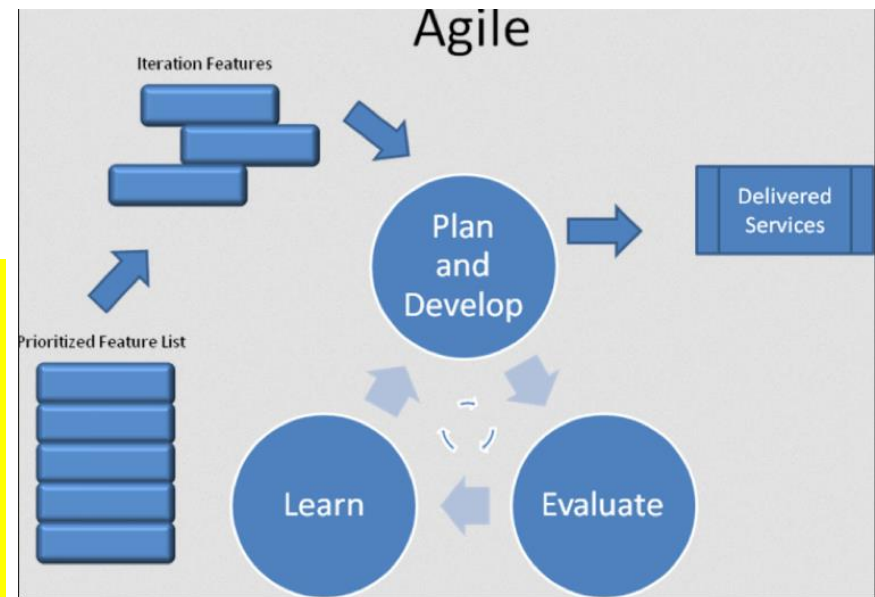 Agile
Iteration Features
Plan
and
Develop
Delivered
Services
Prioritized Feature List
Learn
Evaluate